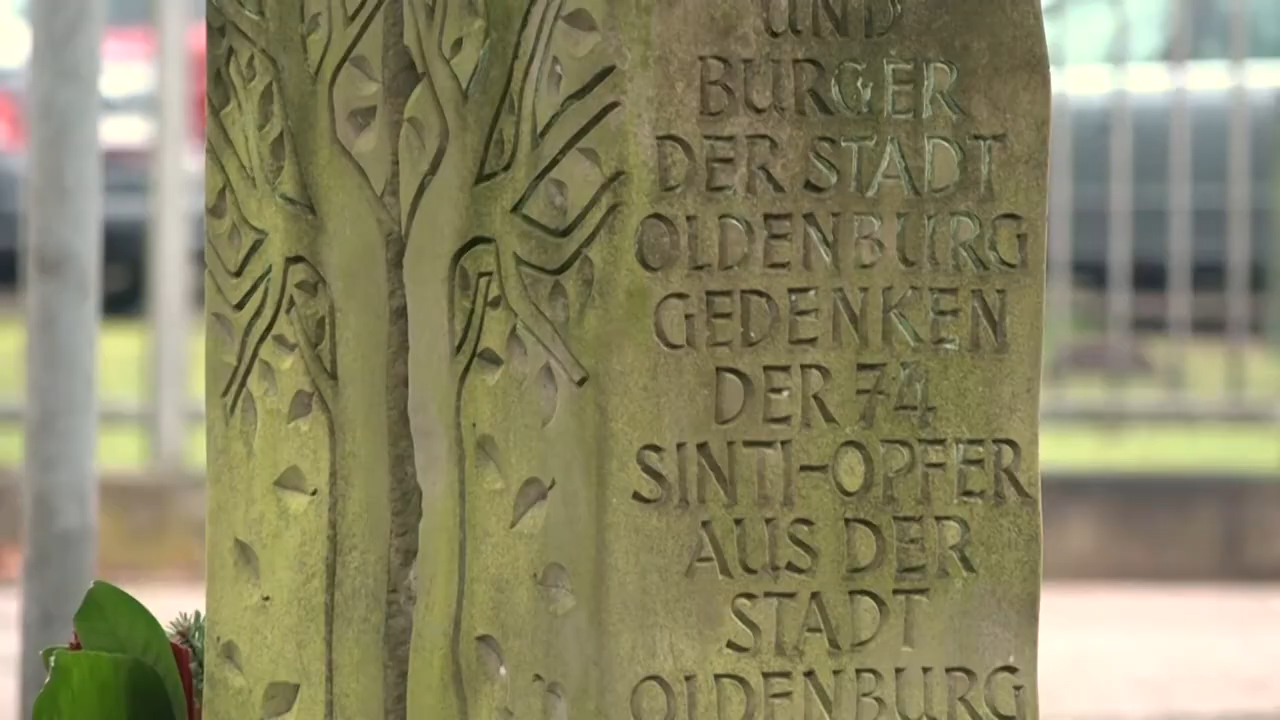 UND
BÜRGER
DER STADT
OLDENBURG
GEDENKEN
DER 74
SINTI-OPFER
AUS DER
STADT
OLDENBURG